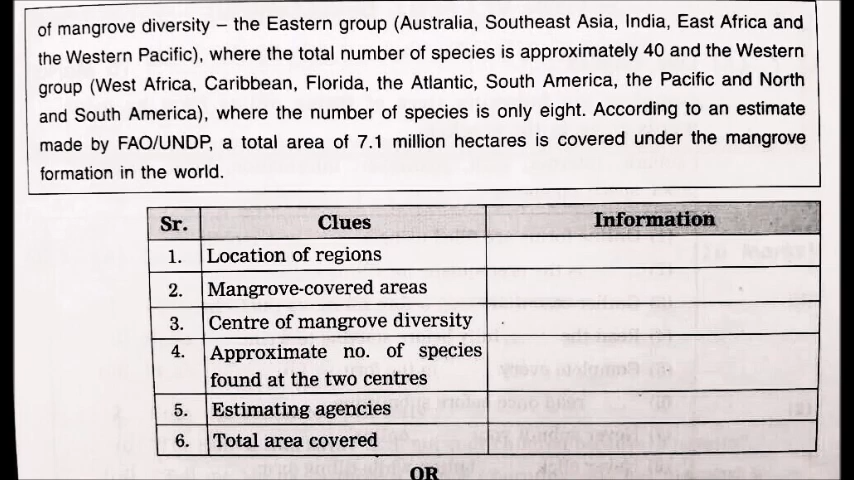 of mangrove diversity – the Eastern group (Australia, Southeast Asia, India, East Africa and
the Western Pacific), where the total number of species is approximately 40 and the Western
group (West Africa, Caribbean, Florida, the Atlantic, South America, the Pacific and North
and South America), where the number of species is only eight. According to an estimate
made by FAO/UNDP, a total area of 7.1 million hectares is covered under the mangrove
formation in the world.
Sr. Clues Information
1. Location of regions
2. Mangrove-covered areas
3. Centre of mangrove diversity
4. Approximate no. of species
found at the two centres
5. Estimating agencies
6. Total area covered
OR